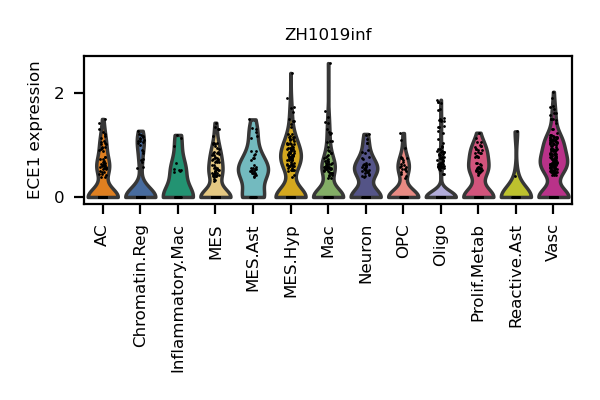 ZH1019inf
ECE1 expression
2
0
AC
Chromatin.Reg
Inflammatory.Mac
MES
MES.Ast
MES.Hyp
Mac
Neuron
OPC
Oligo
Prolif.Metab
Reactive.Ast
Vasc